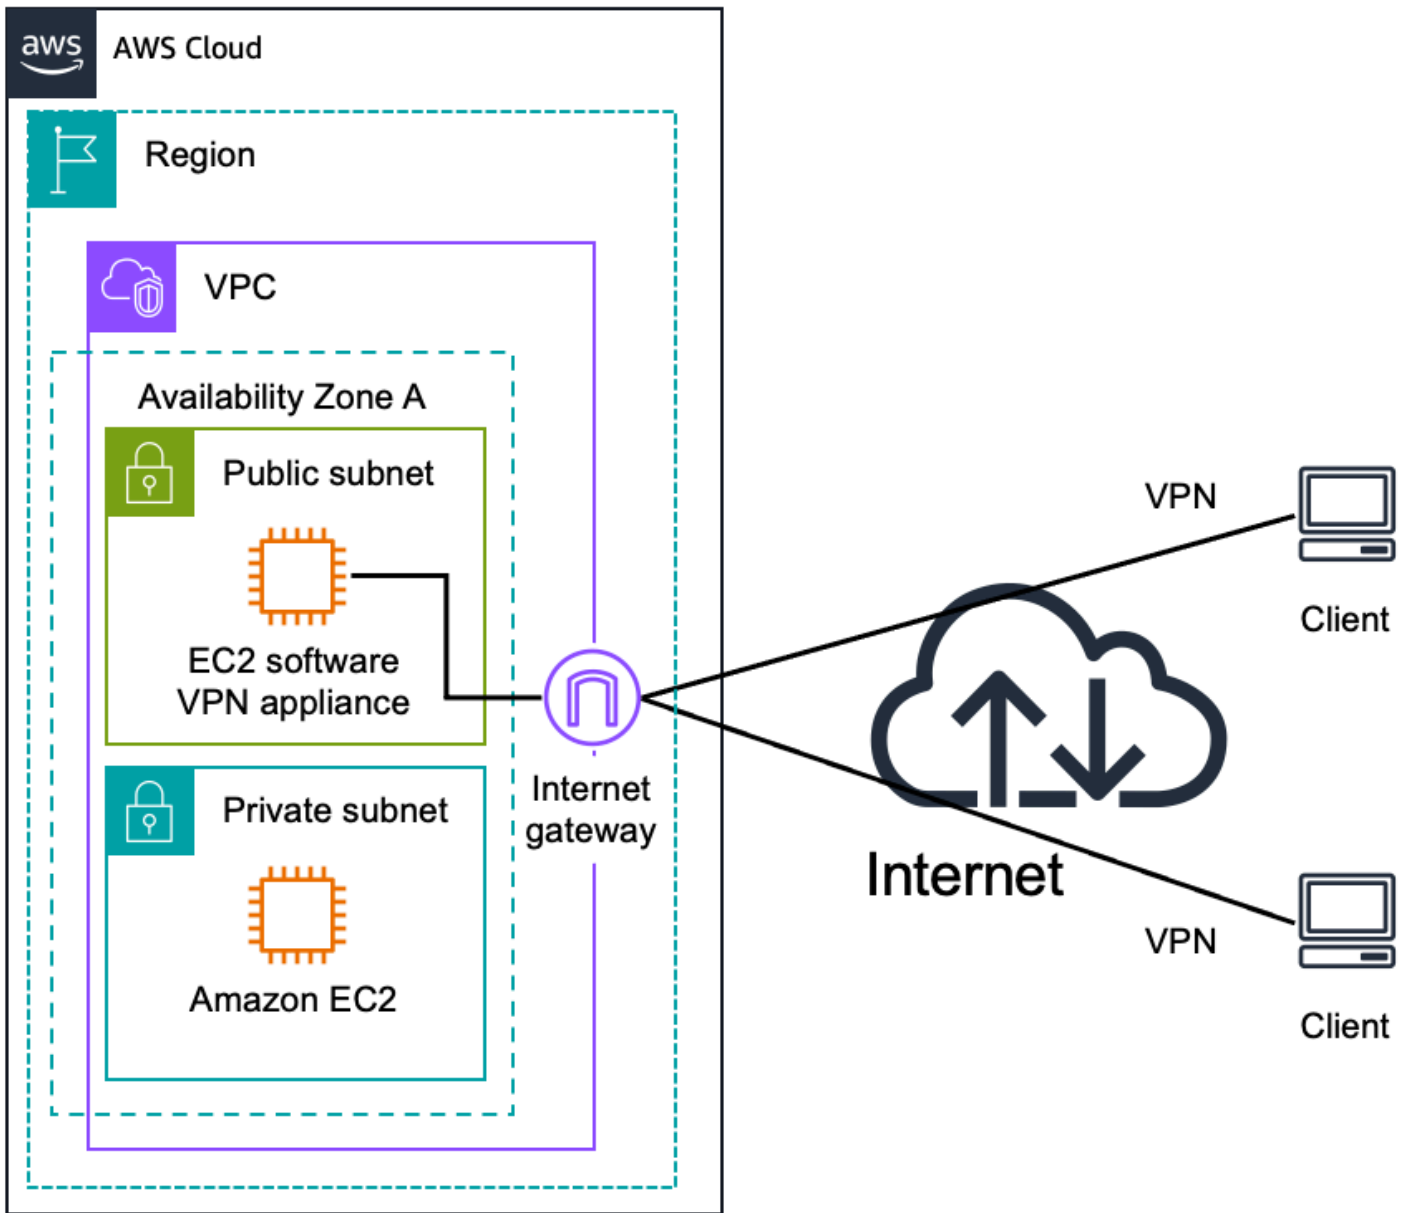 aws
AWS Cloud
Region
VPC
Availability Zone A
Public subnet
EC2 software
VPN appliance
Internet
gateway
Private subnet
Amazon EC2
VPN
Client
Internet
VPN
Client